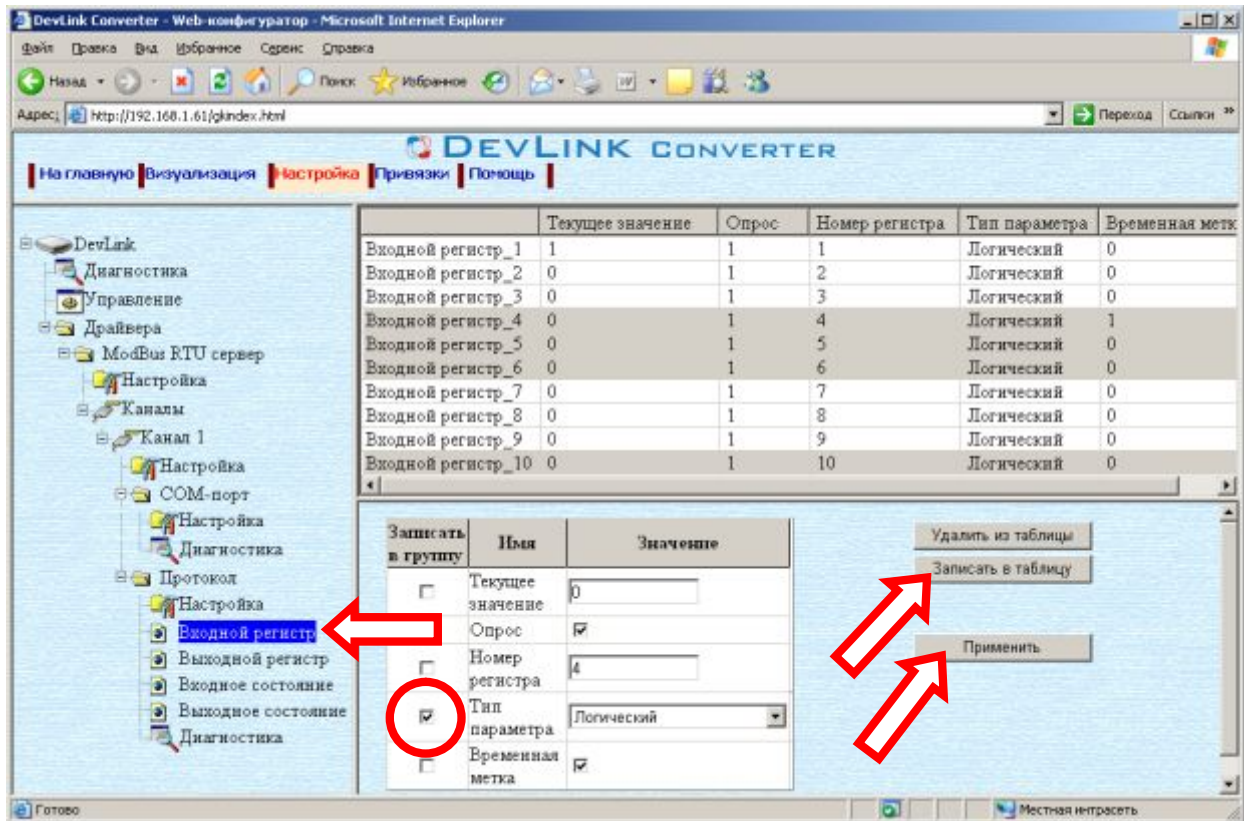 DevLink Converter - Web-конфигуратор - Microsoft Internet Explorer
Файл Правка Вид Избранное Сервис Справка
Назад Поиск Избранное
Адрес: http://192.168.1.61/gkindex.html Переход Ссылки »
DEVLINK CONVERTER
На главную Визуализация Настройка Привязки Помощь
Текущее значение Опрос Номер регистра Тип параметра Временная метк
Входной регистр_1 1 1 1 Логический 0
Входной регистр_2 0 1 2 Логический 0
Входной регистр_3 0 1 3 Логический 0
Входной регистр_4 0 1 4 Логический 1
Входной регистр_5 0 1 5 Логический 0
Входной регистр_6 0 1 6 Логический 0
Входной регистр_7 0 1 7 Логический 0
Входной регистр_8 0 1 8 Логический 0
Входной регистр_9 0 1 9 Логический 0
Входной регистр_10 0 1 10 Логический 0
DevLink
Диагностика
Управление
Драйвера
ModBus RTU сервер
Настройка
Каналы
Канал 1
Настройка
COM-порт
Настройка
Диагностика
Протокол
Настройка
Входной регистр
Выходной регистр
Входное состояние
Выходное состояние
Диагностика
Записать
в группу
Имя
Значение
Текущее
значение
0
Опрос
Номер
регистра
4
Тип
параметра
Логический
Временная
метка
Удалить из таблицы
Записать в таблицу
Применить
Готово
Местная интрасеть